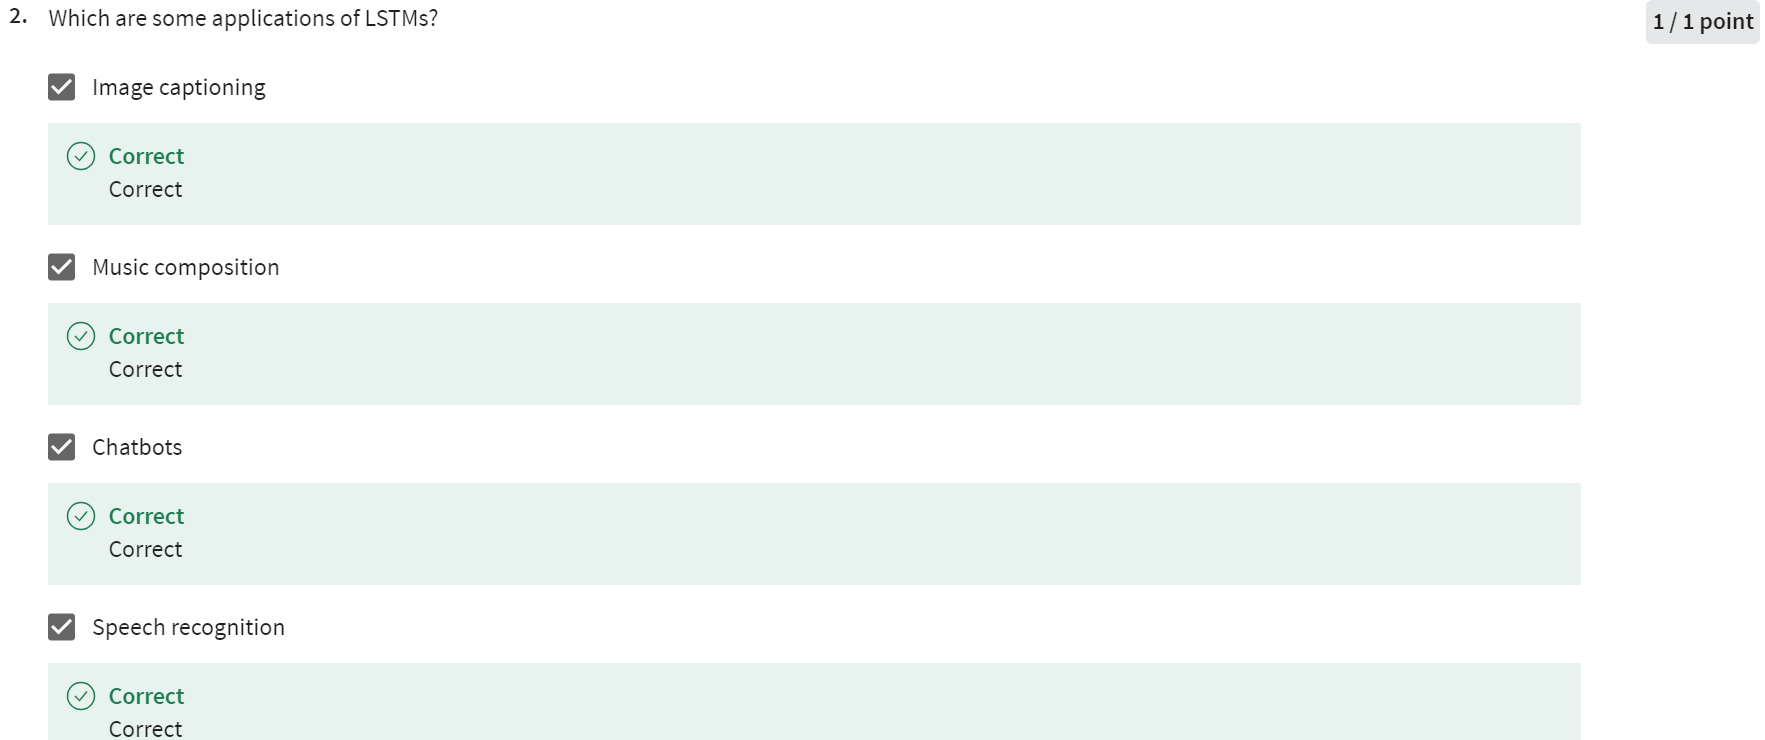 2. Which are some applications of LSTMs?
1 / 1 point
Image captioning
Correct
Correct
Music composition
Correct
Correct
Chatbots
Correct
Correct
Speech recognition
Correct
Correct